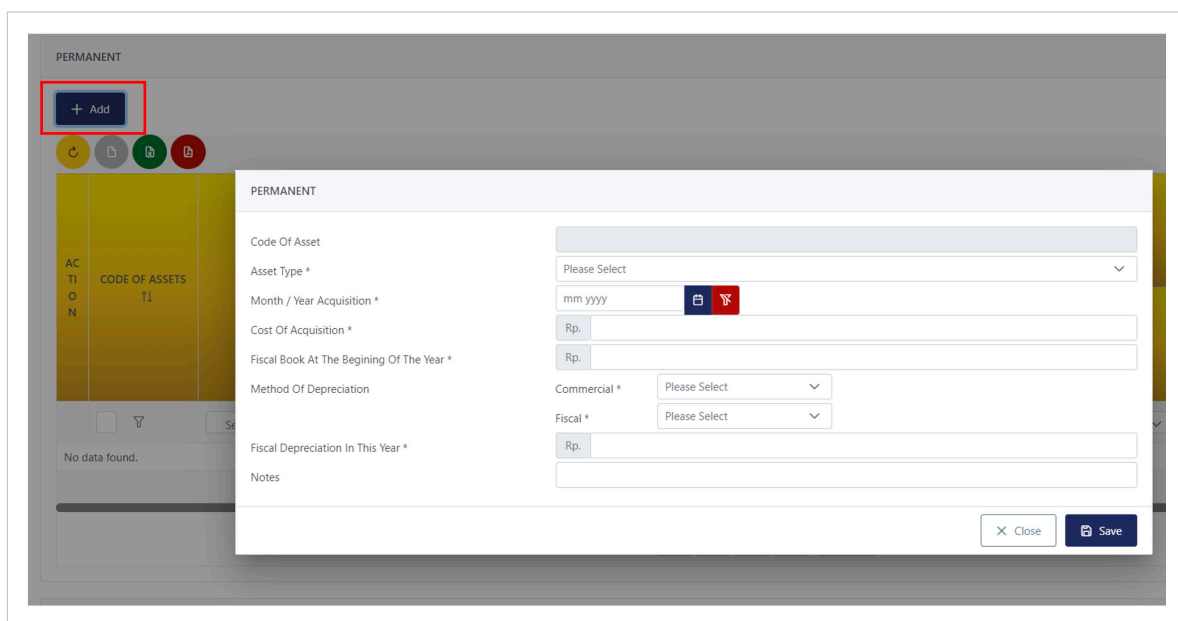 PERMANENT
+ Add
PERMANENT
AC
TI
O
N
CODE OF ASSETS
Code Of Asset
Asset Type *
Please Select
Month / Year Acquisition *
mm yyyy
Cost Of Acquisition *
Rp.
Fiscal Book At The Begining Of The Year *
Rp.
Method Of Depreciation
Commercial *
Please Select
Fiscal *
Please Select
Se
Fiscal Depreciation In This Year *
Rp.
No data found.
Notes
Close
Save